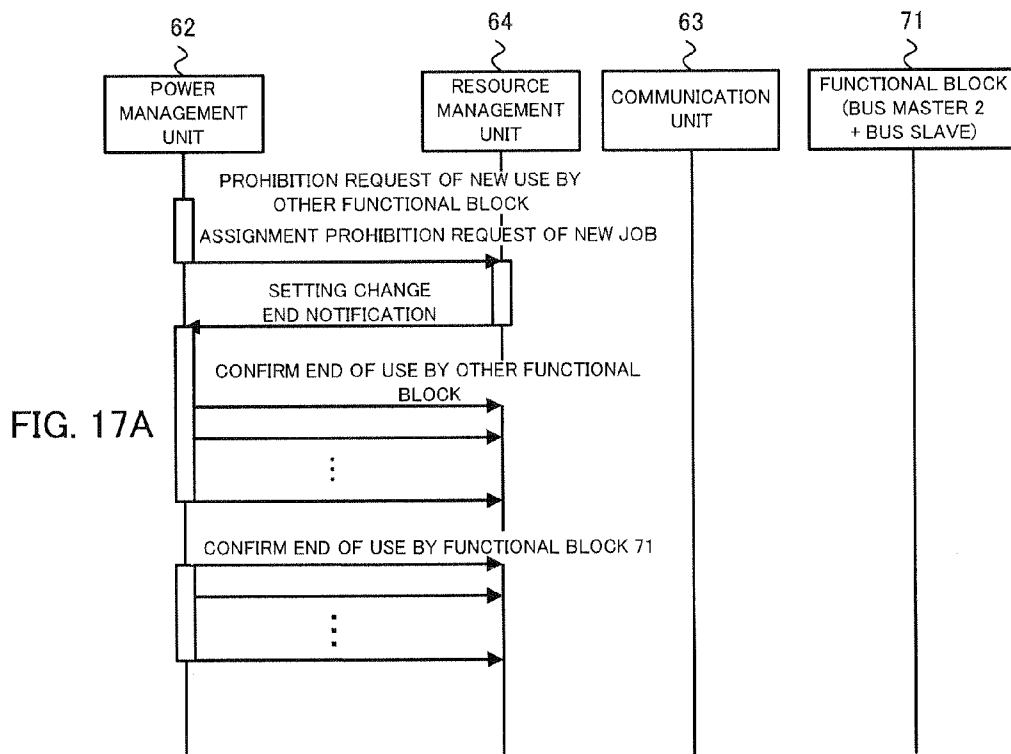 62
64
63
71
POWER
MANAGEMENT
UNIT
RESOURCE
MANAGEMENT
UNIT
COMMUNICATION
UNIT
FUNCTIONAL BLOCK
(BUS MASTER 2
+ BUS SLAVE)
PROHIBITION REQUEST OF NEW USE BY
OTHER FUNCTIONAL BLOCK
ASSIGNMENT PROHIBITION REQUEST OF NEW JOB
SETTING CHANGE
END NOTIFICATION
CONFIRM END OF USE BY OTHER FUNCTIONAL
BLOCK
FIG. 17A
CONFIRM END OF USE BY FUNCTIONAL BLOCK 71